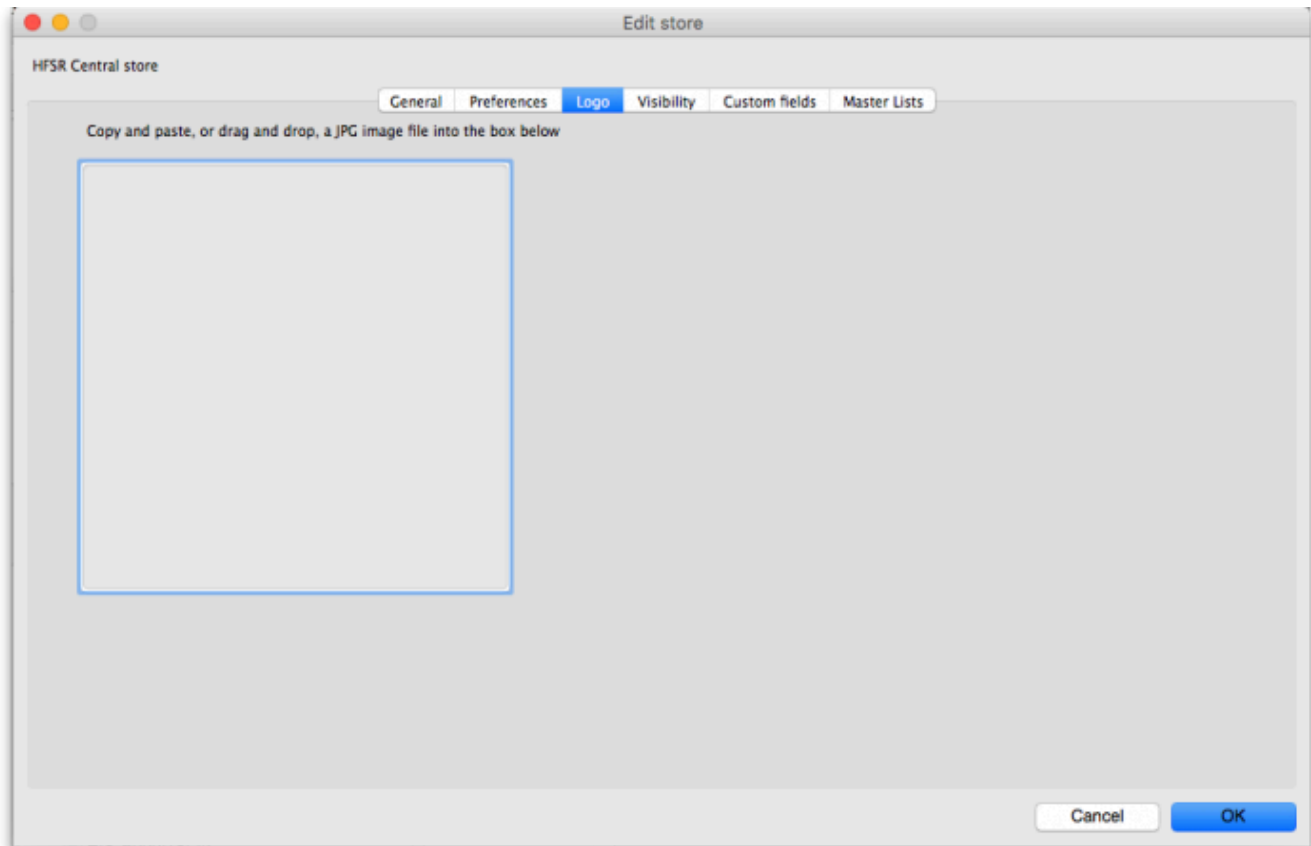 Edit store
HFSR Central store
General Preferences Logo Visibility Custom fields Master Lists
Copy and paste, or drag and drop, a JPG image file into the box below
Cancel OK